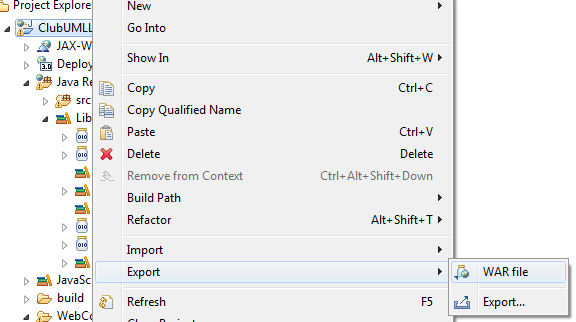 Project Explore
New
ClubUMLL
Go Into
JAX-W
Show In Alt+Shift+W
Deploy
Java Re
Copy Ctrl+C
src
Copy Qualified Name
Lib
Paste Ctrl+V
Delete Delete
Remove from Context Ctrl+Alt+Shift+Down
Build Path
Refactor Alt+Shift+T
Import
Export
WAR file
JavaSc
build
Refresh F5
Export...
WebCo